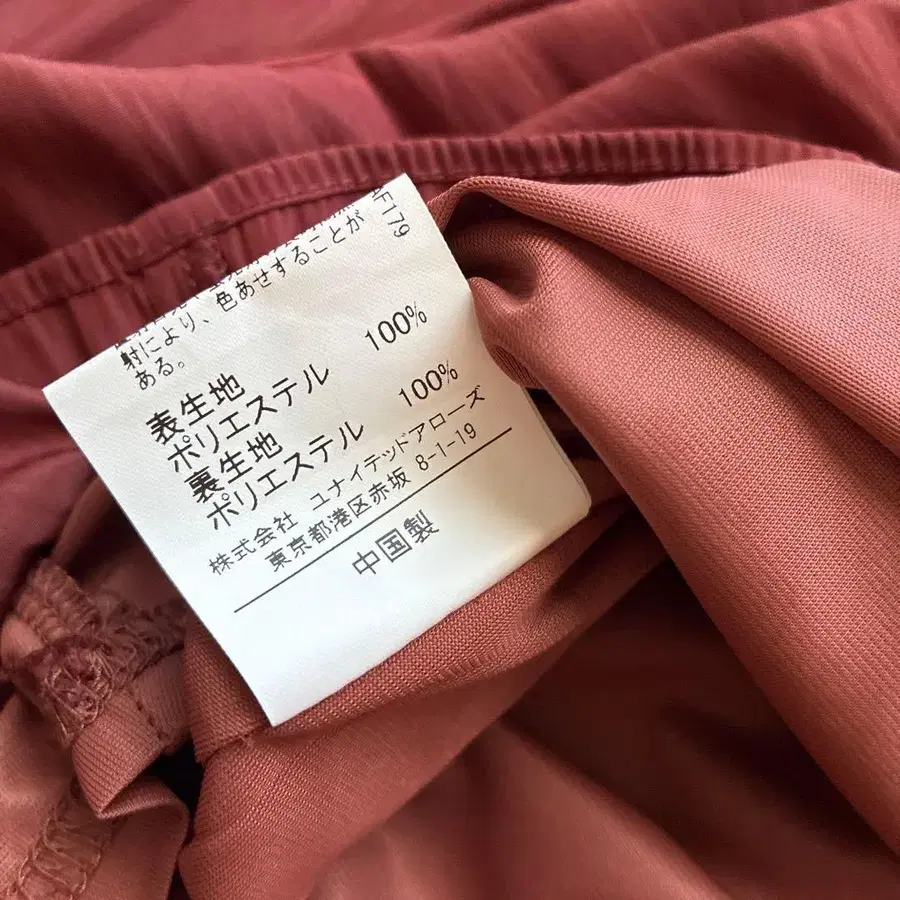 F179
射により、色あせすることが
ある。
表生地
ポリエステル 100%
裏生地
ポリエステル 100%
株式会社 ユナイテッドアローズ
東京都港区赤坂 8-1-19
中国製